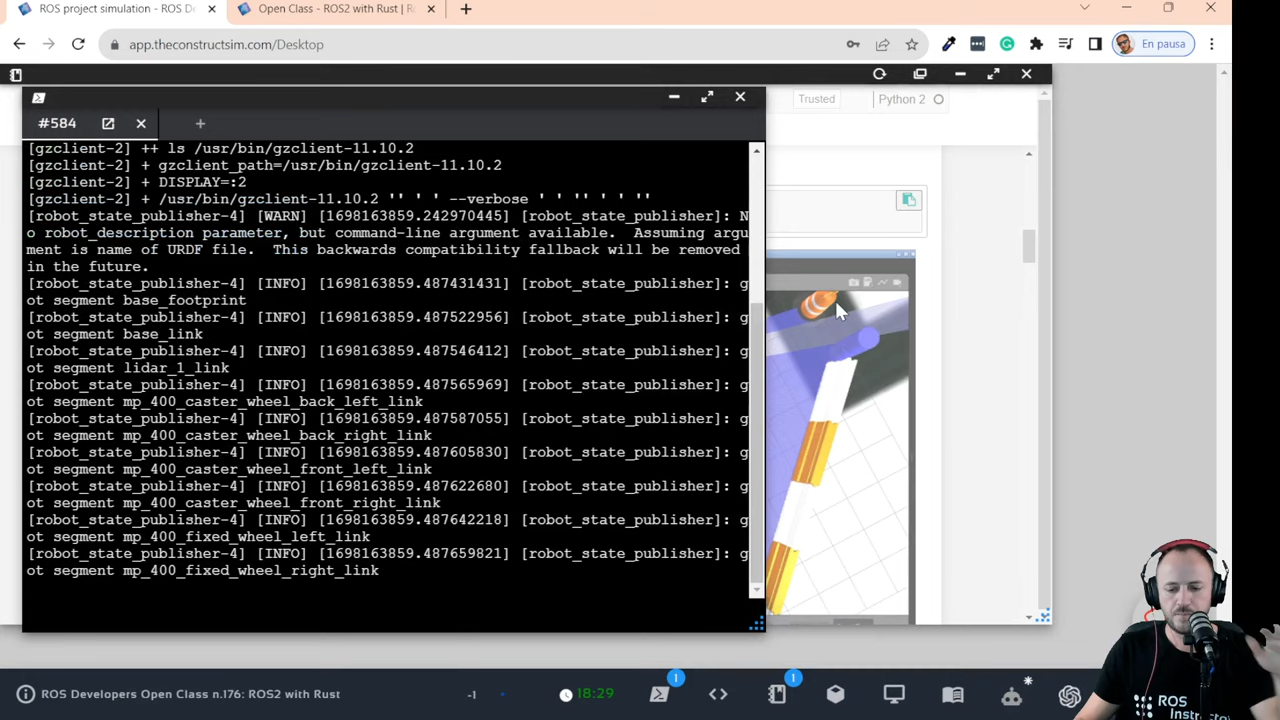 ROS project simulation - ROS De
Open Class - ROS2 with Rust | R
app.theconstructsim.com/Desktop
En pausa
#584
Trusted
Python 2
[gzclient-2] ++ ls /usr/bin/gzclient-11.10.2
[gzclient-2] + gzclient_path=/usr/bin/gzclient-11.10.2
[gzclient-2] + DISPLAY=:2
[gzclient-2] + /usr/bin/gzclient-11.10.2 '' ' ' --verbose ' ' '' ' ' ''
[robot_state_publisher-4] [WARN] [1698163859.242970445] [robot_state_publisher]: N
o robot_description parameter, but command-line argument available.  Assuming argu
ment is name of URDF file.  This backwards compatibility fallback will be removed
in the future.
[robot_state_publisher-4] [INFO] [1698163859.487431431] [robot_state_publisher]: g
ot segment base_footprint
[robot_state_publisher-4] [INFO] [1698163859.487522956] [robot_state_publisher]: g
ot segment base_link
[robot_state_publisher-4] [INFO] [1698163859.487546412] [robot_state_publisher]: g
ot segment lidar_1_link
[robot_state_publisher-4] [INFO] [1698163859.487565969] [robot_state_publisher]: g
ot segment mp_400_caster_wheel_back_left_link
[robot_state_publisher-4] [INFO] [1698163859.487587055] [robot_state_publisher]: g
ot segment mp_400_caster_wheel_back_right_link
[robot_state_publisher-4] [INFO] [1698163859.487605830] [robot_state_publisher]: g
ot segment mp_400_caster_wheel_front_left_link
[robot_state_publisher-4] [INFO] [1698163859.487622680] [robot_state_publisher]: g
ot segment mp_400_caster_wheel_front_right_link
[robot_state_publisher-4] [INFO] [1698163859.487642218] [robot_state_publisher]: g
ot segment mp_400_fixed_wheel_left_link
[robot_state_publisher-4] [INFO] [1698163859.487659821] [robot_state_publisher]: g
ot segment mp_400_fixed_wheel_right_link
ROS Developers Open Class n.176: ROS2 with Rust
-1
18:29
1
1
ROS
Instructor